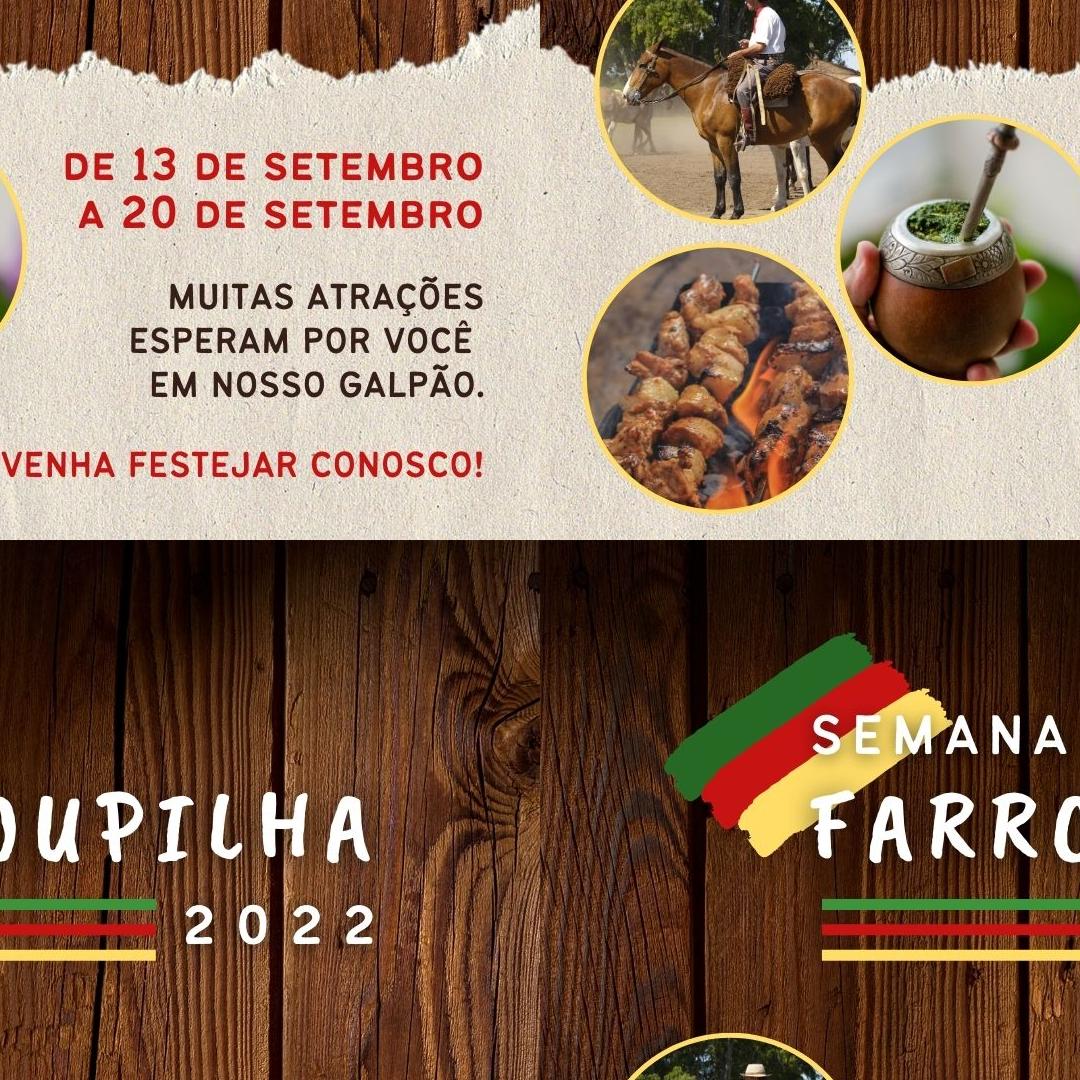 DE 13 DE SETEMBRO
A 20 DE SETEMBRO
MUITAS ATRAÇÕES
ESPERAM POR VOCÊ
EM NOSSO GALPÃO.
VENHA FESTEJAR CONOSCO!
OUPILHA
2022
SEMANA
FARRO